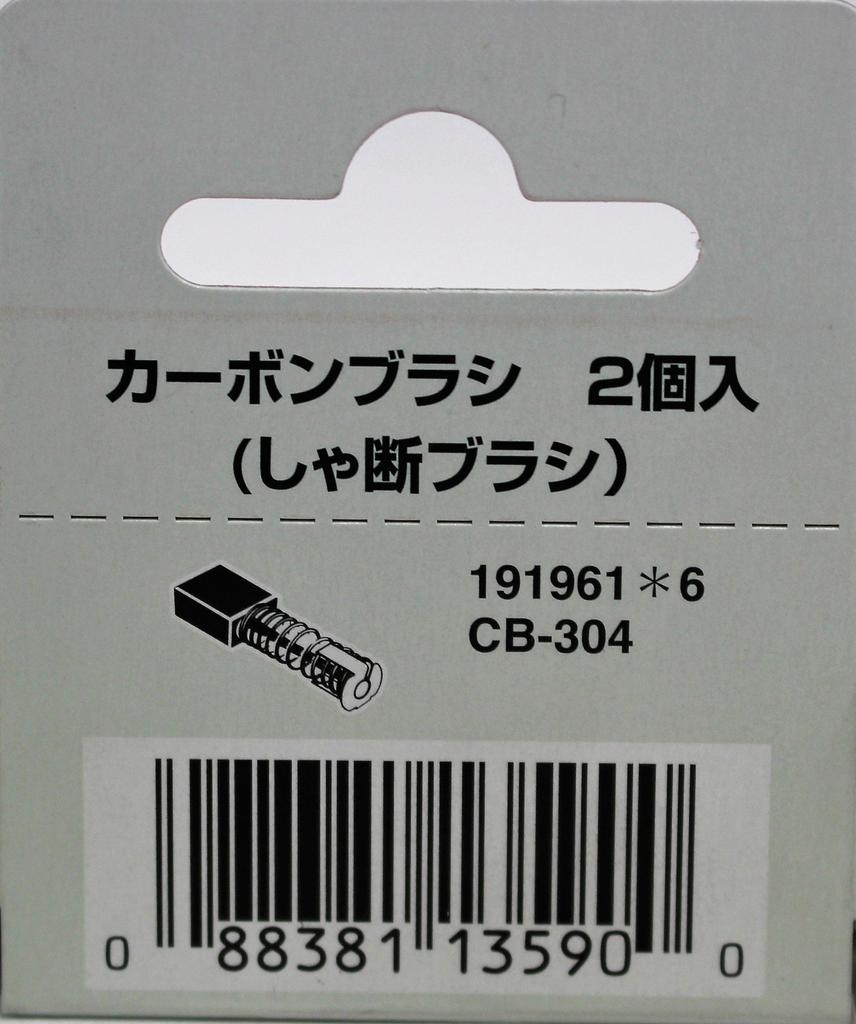 カーボンブラシ　2個入
(しゃ断ブラシ)
191961＊6
CB-304
0 88381 13590 0